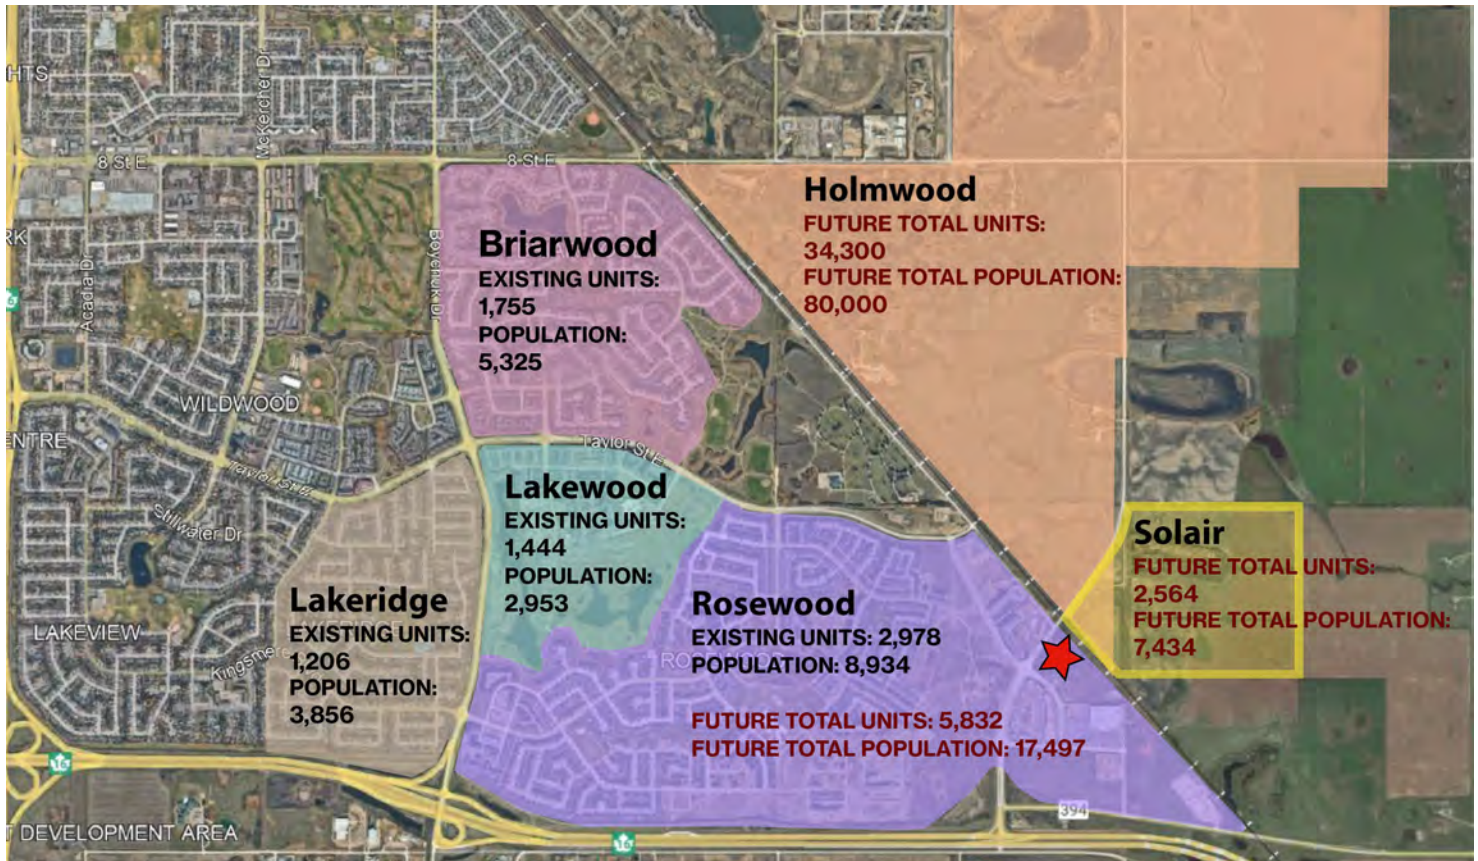 HTS
McKercher Dr
8 St E
8 St E
RK
Acadia Dr
Boychuk Dr
Holmwood
FUTURE TOTAL UNITS:
34,300
FUTURE TOTAL POPULATION:
80,000
Briarwood
EXISTING UNITS:
1,755
POPULATION:
5,325
WILDWOOD
ENTRE
Taylor St E
Taylor St E
Stillwater Dr
Lakewood
EXISTING UNITS:
1,444
POPULATION:
2,953
Solair
FUTURE TOTAL UNITS:
2,564
FUTURE TOTAL POPULATION:
7,434
Lakeridge
EXISTING UNITS:
1,206
POPULATION:
3,856
LAKEVIEW
Kingsmere
Rosewood
EXISTING UNITS: 2,978
POPULATION: 8,934
FUTURE TOTAL UNITS: 5,832
FUTURE TOTAL POPULATION: 17,497
16
394
T DEVELOPMENT AREA
16